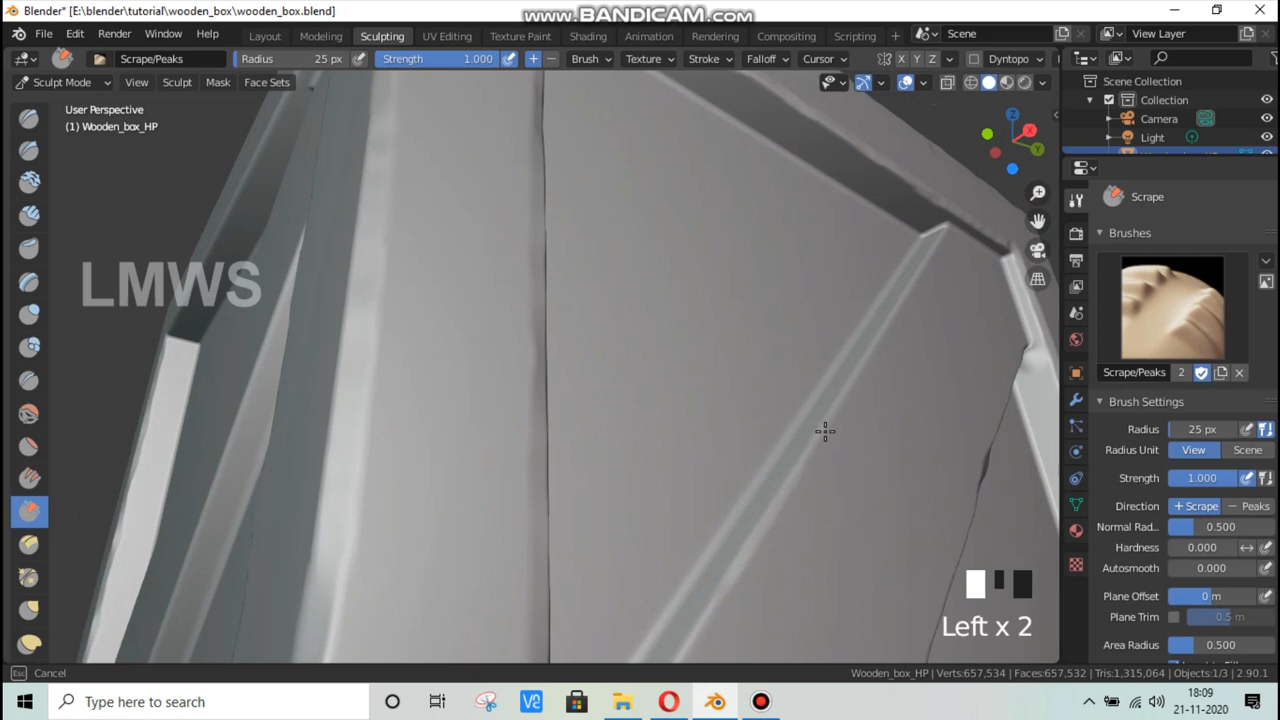 Blender* [E:\blender\tutorial\wooden_box\wooden_box.blend]
www.BANDICAM.com
File Edit Render Window Help
Layout Modeling Sculpting UV Editing Texture Paint Shading Animation Rendering Compositing Scripting +
Scene
View Layer
Scrape/Peaks
Radius 25 px
Strength 1.000
Brush
Texture
Stroke
Falloff
Cursor
X Y Z
Dyntopo
Sculpt Mode View Sculpt Mask Face Sets
User Perspective
(1) Wooden_box_HP
Z
X
Y
LMWS
Scene Collection
Collection
Camera
Light
Scrape
Brushes
Scrape/Peaks 2
Brush Settings
Radius 25 px
Radius Unit View Scene
Strength 1.000
Direction + Scrape − Peaks
Normal Rad... 0.500
Hardness 0.000
Autosmooth 0.000
Plane Offset 0 m
Plane Trim 0.5 m
Area Radius 0.500
Left x 2
Esc Cancel
Wooden_box_HP | Verts:657,534 | Faces:657,532 | Tris:1,315,064 | Objects:1/3 | 2.90.1
Type here to search
18:09
21-11-2020